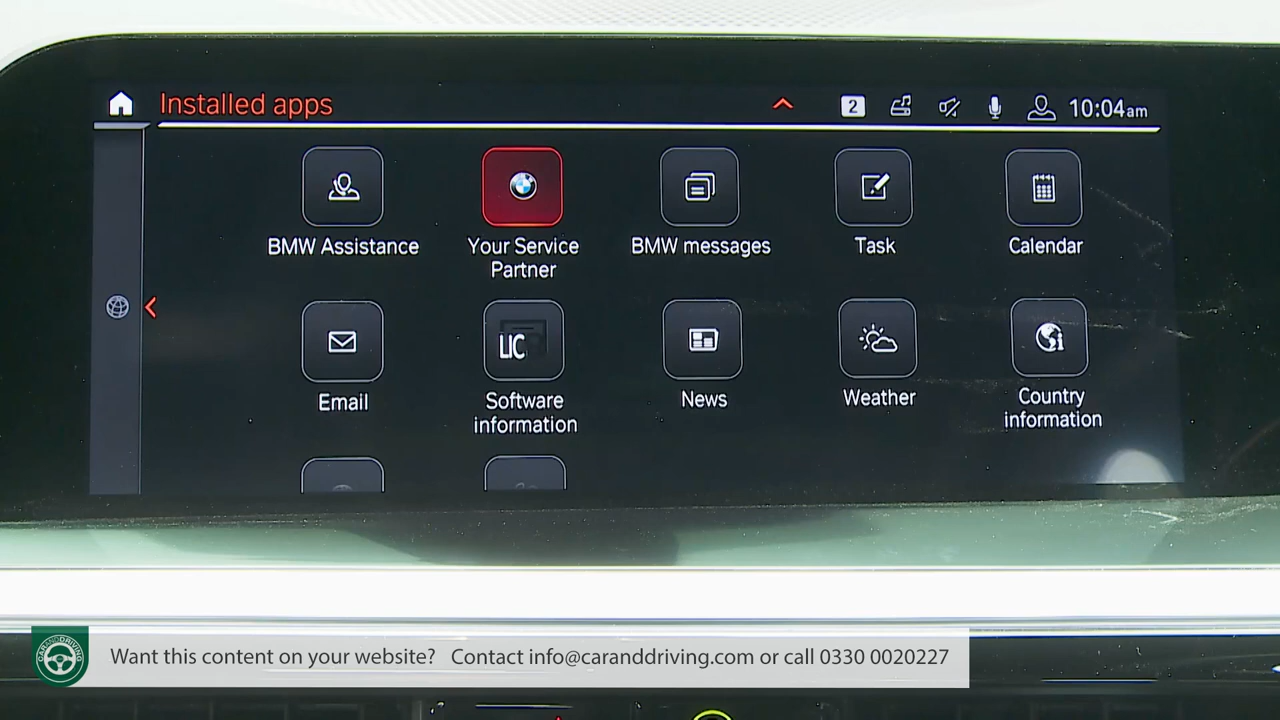 Installed apps
2
10:04am
BMW Assistance
Your Service
Partner
BMW messages
Task
Calendar
LIC
Email
Software
information
News
Weather
Country
information
CARANDDRIVING
Want this content on your website? Contact info@caranddriving.com or call 0330 0020227